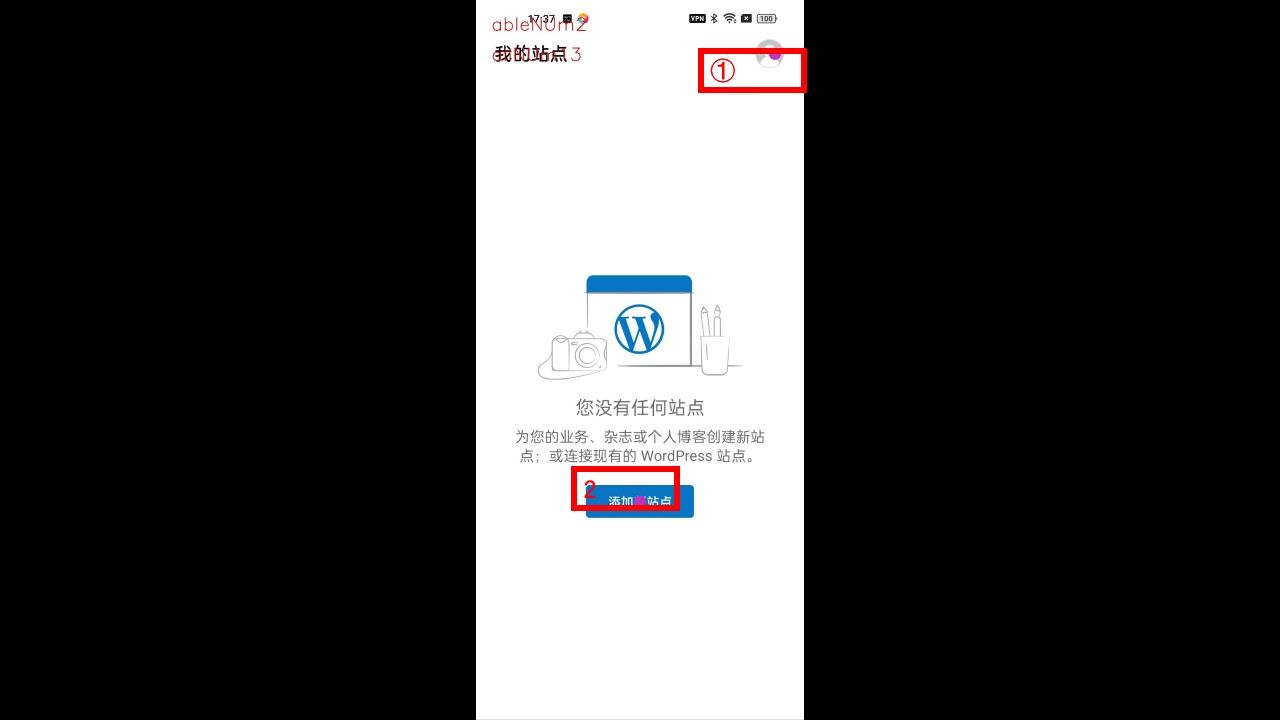 ableNUm2
17:37
VPN
100
我的站点
①
您没有任何站点
为您的业务、杂志或个人博客创建新站
点；或连接现有的 WordPress 站点。
2
添加新站点